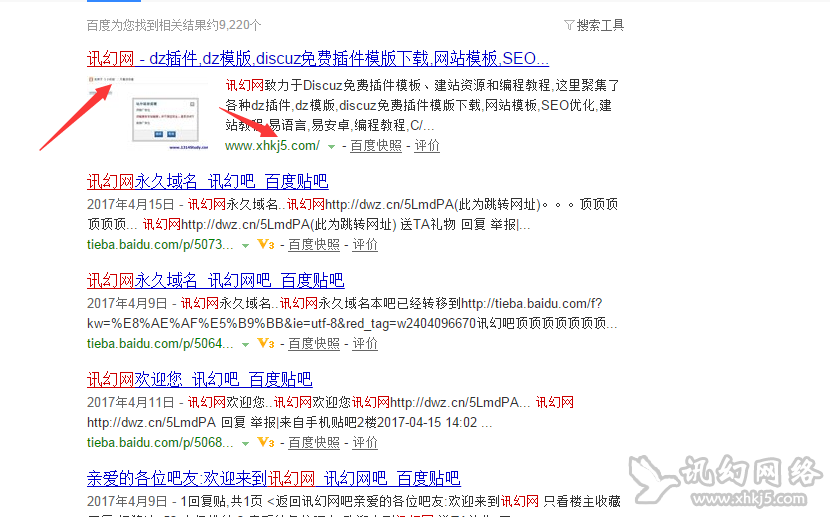 百度为您找到相关结果约9,220个
搜索工具
讯幻网 - dz插件,dz模版,discuz免费插件模版下载,网站模板,SEO...
讯幻网致力于Discuz免费插件模板、建站资源和编程教程,这里聚集了
各种dz插件,dz模版,discuz免费插件模版下载,网站模板,SEO优化,建
站教程,易语言,易安卓,编程教程,C/...
www.xhkj5.com/ - 百度快照 - 评价
讯幻网永久域名_讯幻吧_百度贴吧
2017年4月15日 - 讯幻网永久域名..讯幻网http://dwz.cn/5LmdPA(此为跳转网址)。。。顶顶顶
顶顶顶... 讯幻网http://dwz.cn/5LmdPA(此为跳转网址) 送TA礼物 回复 举报|...
tieba.baidu.com/p/5073... V3 - 百度快照 - 评价
讯幻网永久域名_讯幻网吧_百度贴吧
2017年4月9日 - 讯幻网永久域名..讯幻网永久域名本吧已经转移到http://tieba.baidu.com/f?
kw=%E8%AE%AF%E5%B9%BB&ie=utf-8&red_tag=w2404096670讯幻吧顶顶顶顶顶顶顶...
tieba.baidu.com/p/5064... V3 - 百度快照 - 评价
讯幻网欢迎您_讯幻吧_百度贴吧
2017年4月11日 - 讯幻网欢迎您..讯幻网欢迎您讯幻网http://dwz.cn/5LmdPA... 讯幻网
http://dwz.cn/5LmdPA 回复 举报|来自手机贴吧2楼2017-04-15 14:02 ...
tieba.baidu.com/p/5068... V3 - 百度快照 - 评价
亲爱的各位吧友:欢迎来到讯幻网_讯幻网吧_百度贴吧
2017年4月9日 - 1回复贴,共1页 <返回讯幻网吧亲爱的各位吧友:欢迎来到讯幻网 只看楼主收藏
讯幻网络
www.xhkj5.com